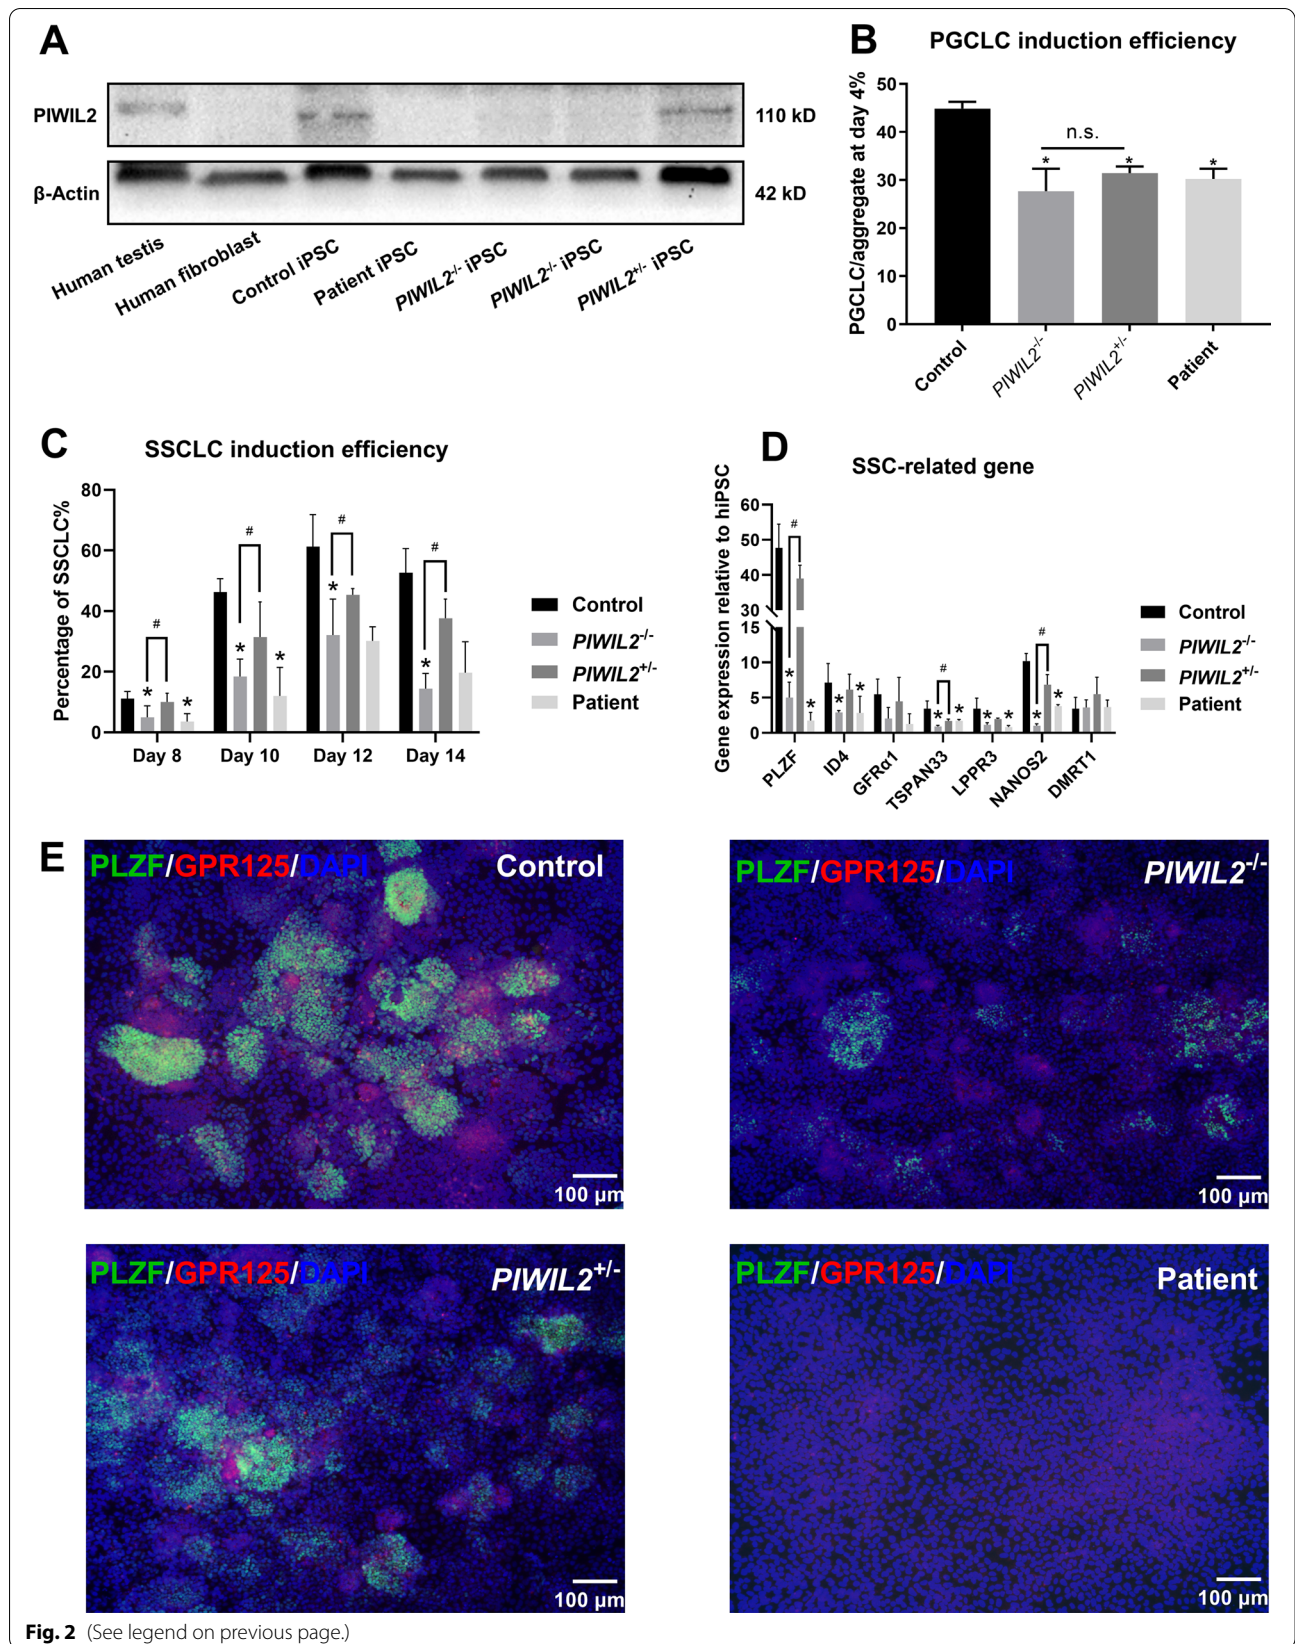 A
PIWIL2
110 kD
β-Actin
42 kD
Human testis
Human fibroblast
Control iPSC
Patient iPSC
PIWIL2-/- iPSC
PIWIL2-/- iPSC
PIWIL2+/- iPSC
B
PGCLC induction efficiency
PGCLC/aggregate at day 4%
50
40
30
20
10
0
n.s.
*
*
*
Control
PIWIL2-/-
PIWIL2+/-
Patient
C
SSCLC induction efficiency
Percentage of SSCLC%
80
60
40
20
0
#
#
#
#
*
*
*
*
*
*
Day 8
Day 10
Day 12
Day 14
Control
PIWIL2-/-
PIWIL2+/-
Patient
D
SSC-related gene
Gene expression relative to hiPSC
60
50
40
30
15
10
5
0
#
#
#
*
*
*
*
*
*
*
*
*
*
PLZF
ID4
GFRα1
TSPAN33
LPPR3
NANOS2
DMRT1
Control
PIWIL2-/-
PIWIL2+/-
Patient
E
PLZF/GPR125/DAPI
Control
100 µm
PLZF/GPR125/DAPI
PIWIL2-/-
100 µm
PLZF/GPR125/DAPI
PIWIL2+/-
100 µm
PLZF/GPR125/DAPI
Patient
100 µm
Fig. 2 (See legend on previous page.)